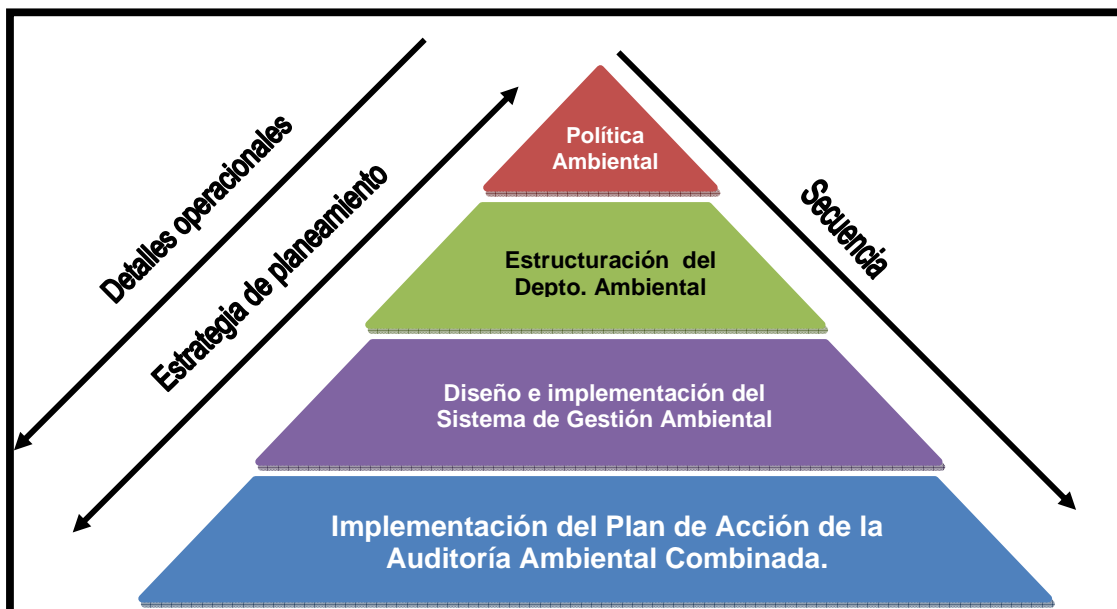 Detalles operacionales
Estrategia de planeamiento
Secuencia
Política
Ambiental
Estructuración del
Depto. Ambiental
Diseño e implementación del
Sistema de Gestión Ambiental
Implementación del Plan de Acción de la
Auditoría Ambiental Combinada.